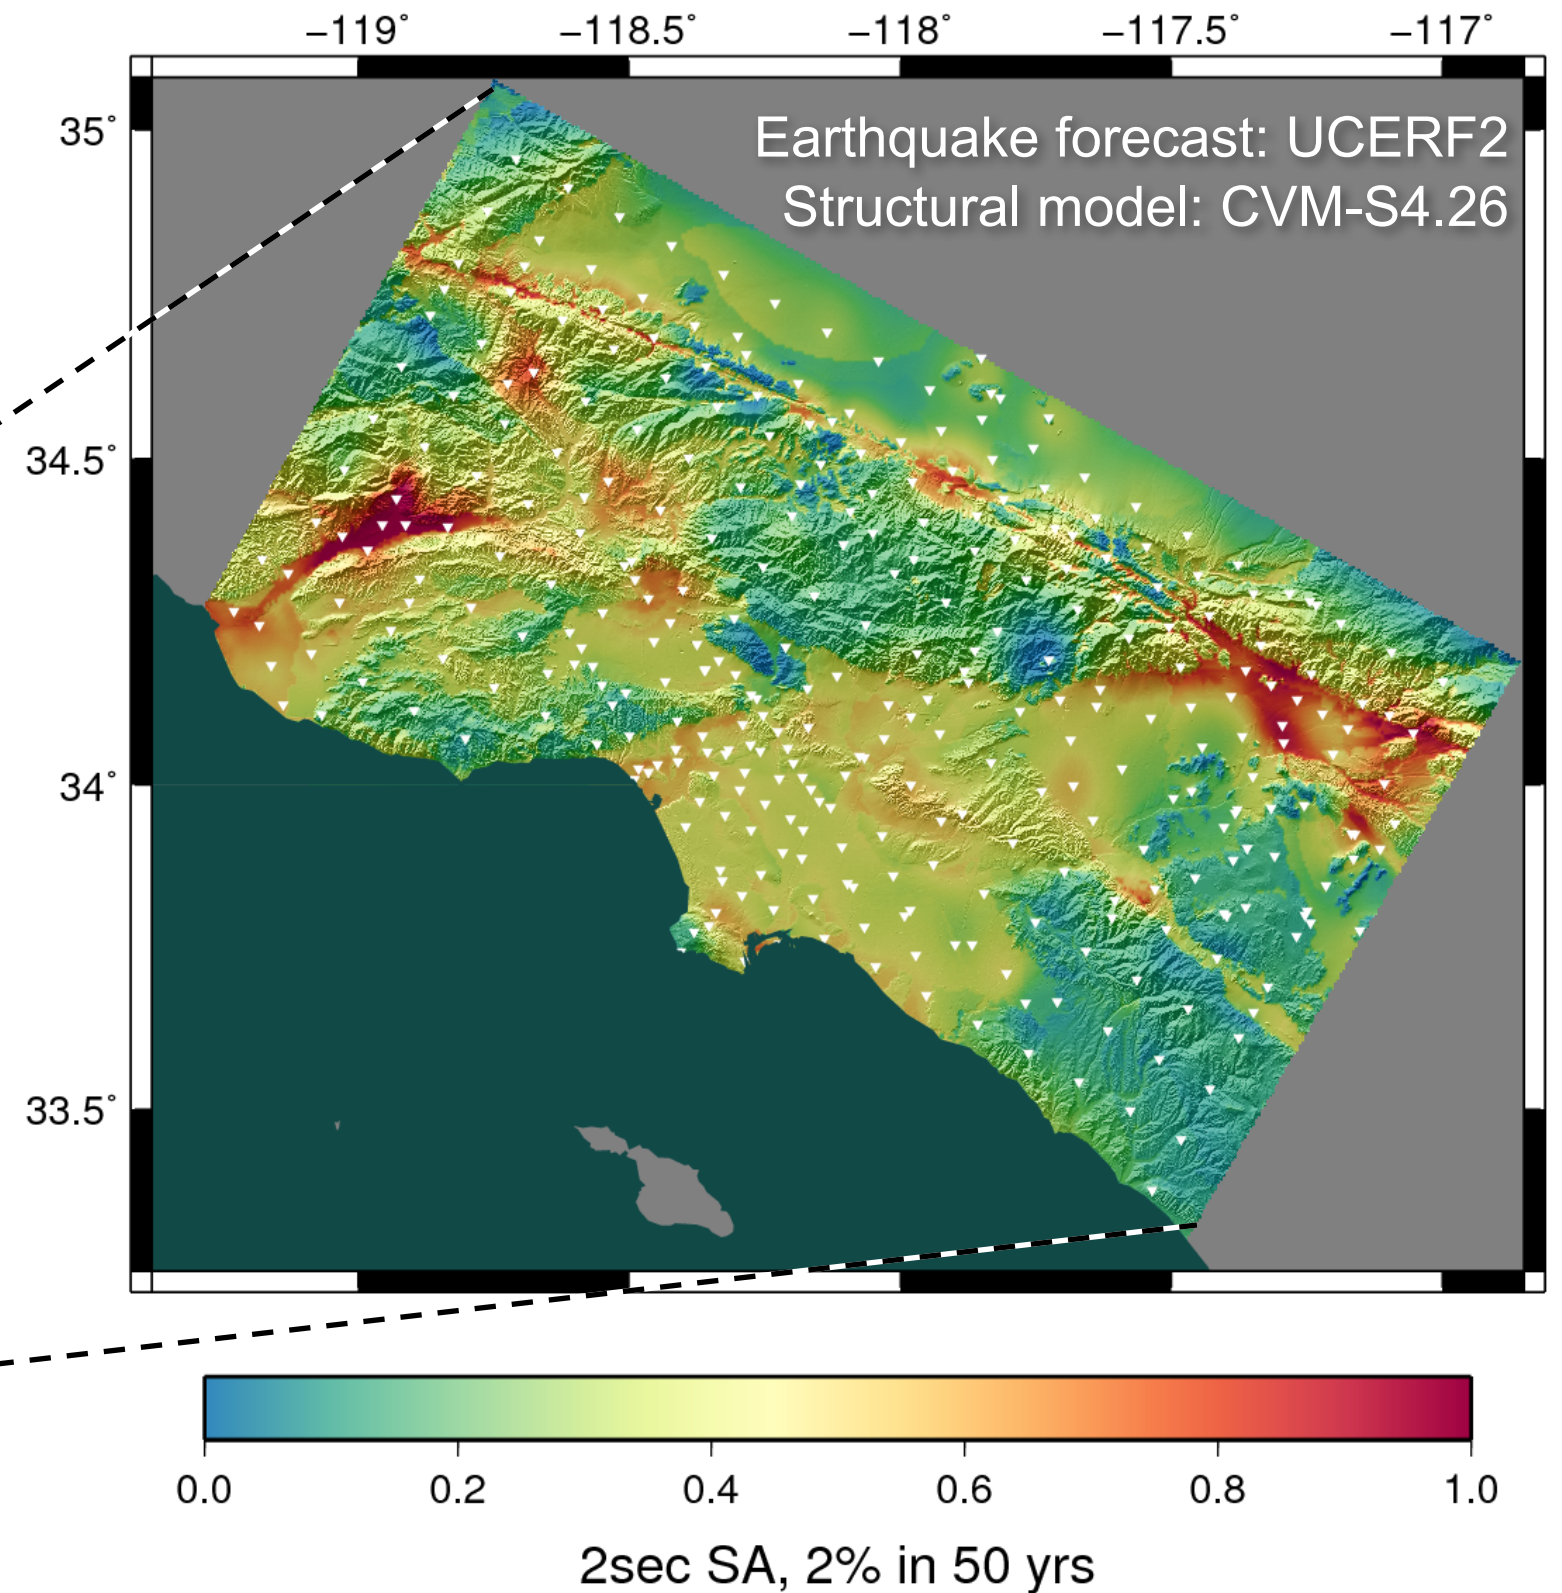 −119˚ −118.5˚ −118˚ −117.5˚ −117˚
35˚
Earthquake forecast: UCERF2
Structural model: CVM-S4.26
34.5˚
34˚
33.5˚
0.0 0.2 0.4 0.6 0.8 1.0
2sec SA, 2% in 50 yrs